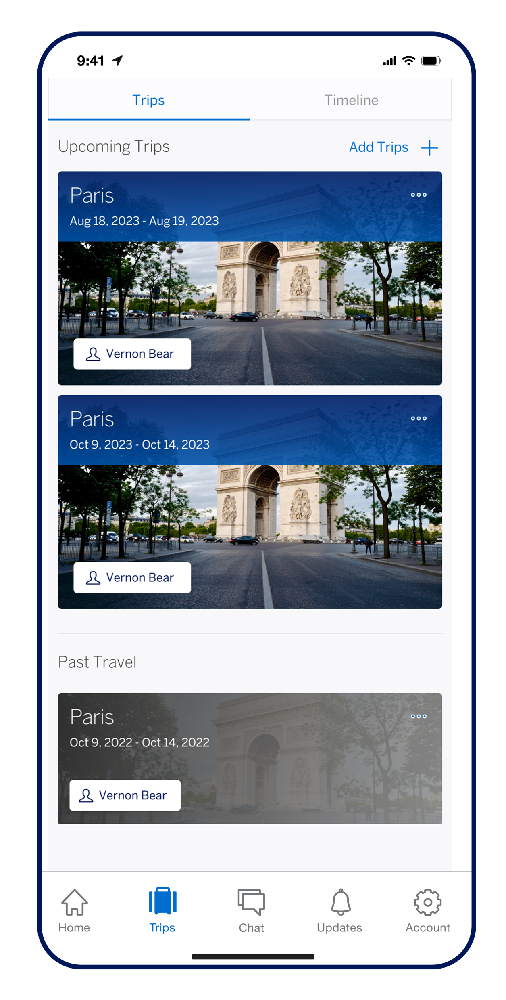 9:41
Trips
Timeline
Upcoming Trips
Add Trips
Paris
Aug 18, 2023 - Aug 19, 2023
P
Vernon Bear
Paris
Oct 9, 2023 - Oct 14, 2023
P
Vernon Bear
Past Travel
Paris
Oct 9, 2022 - Oct 14, 2022
Vernon Bear
Home
Trips
Chat
Updates
Account